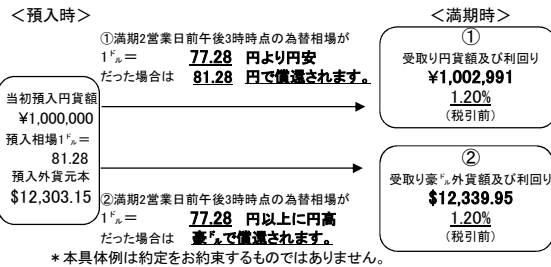 ＜預入時＞
＜満期時＞
①満期2営業日前午後3時時点の為替相場が
1㌦＝ 77.28 円より円安
だった場合は 81.28 円で償還されます。
①
受取り円貨額及び利回り
¥1,002,991
1.20%
(税引前)
当初預入円貨額
¥1,000,000
預入相場1㌦＝
81.28
預入外貨元本
$12,303.15
②満期2営業日前午後3時時点の為替相場が
1㌦＝ 77.28 円以上に円高
だった場合は 豪㌦で償還されます。
②
受取り豪㌦外貨額及び利回り
$12,339.95
1.20%
(税引前)
＊本具体例は約定をお約束するものではありません。